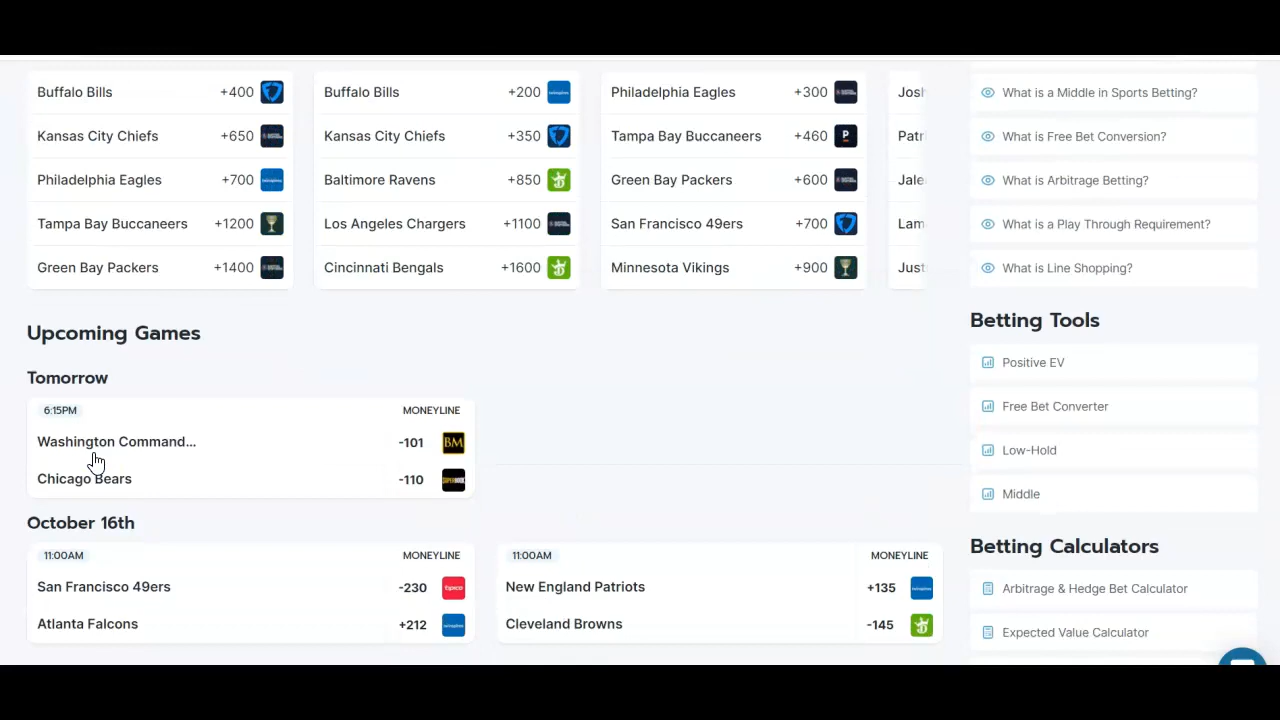 Buffalo Bills +400
Kansas City Chiefs +650
Philadelphia Eagles +700
Tampa Bay Buccaneers +1200
Green Bay Packers +1400
Buffalo Bills +200
Kansas City Chiefs +350
Baltimore Ravens +850
Los Angeles Chargers +1100
Cincinnati Bengals +1600
Philadelphia Eagles +300
Tampa Bay Buccaneers +460
Green Bay Packers +600
San Francisco 49ers +700
Minnesota Vikings +900
Josh
Patri
Jale
Lam
Just
Upcoming Games
Tomorrow
6:15PM MONEYLINE
Washington Command... -101 BM
Chicago Bears -110
October 16th
11:00AM MONEYLINE
San Francisco 49ers -230
Atlanta Falcons +212
11:00AM MONEYLINE
New England Patriots +135
Cleveland Browns -145
What is a Middle in Sports Betting?
What is Free Bet Conversion?
What is Arbitrage Betting?
What is a Play Through Requirement?
What is Line Shopping?
Betting Tools
Positive EV
Free Bet Converter
Low-Hold
Middle
Betting Calculators
Arbitrage & Hedge Bet Calculator
Expected Value Calculator